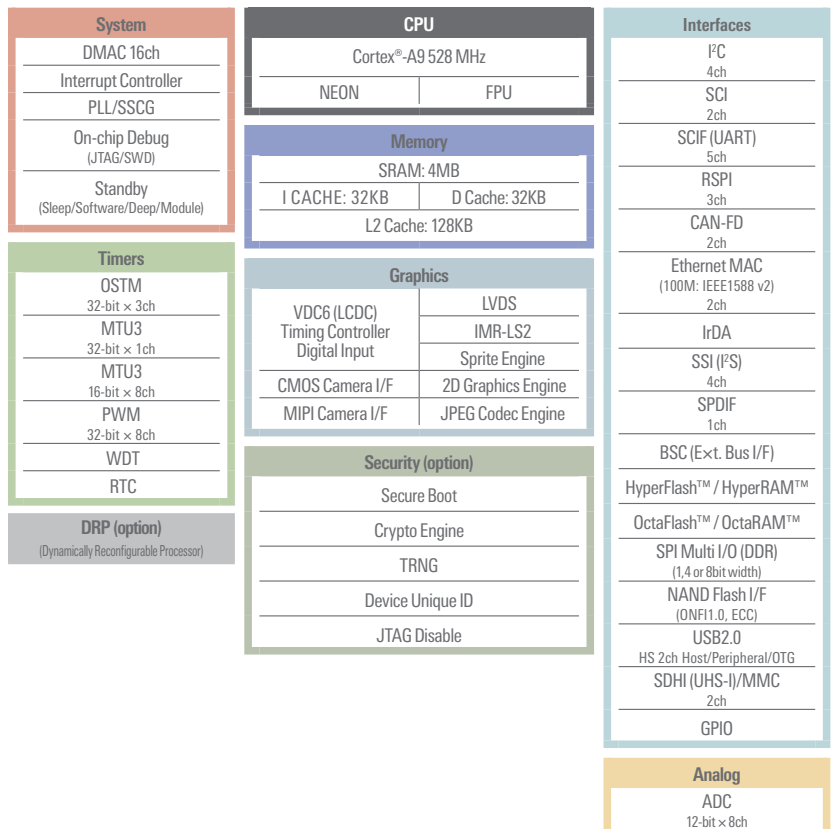 System
DMAC 16ch
Interrupt Controller
PLL/SSCG
On-chip Debug
(JTAG/SWD)
Standby
(Sleep/Software/Deep/Module)
Timers
OSTM
32-bit × 3ch
MTU3
32-bit × 1ch
MTU3
16-bit × 8ch
PWM
32-bit × 8ch
WDT
RTC
DRP (option)
(Dynamically Reconfigurable Processor)
CPU
Cortex®-A9 528 MHz
NEON FPU
Memory
SRAM: 4MB
I CACHE: 32KB D Cache: 32KB
L2 Cache: 128KB
Graphics
VDC6 (LCDC)
Timing Controller
Digital Input
LVDS
IMR-LS2
Sprite Engine
CMOS Camera I/F 2D Graphics Engine
MIPI Camera I/F JPEG Codec Engine
Security (option)
Secure Boot
Crypto Engine
TRNG
Device Unique ID
JTAG Disable
Interfaces
I²C
4ch
SCI
2ch
SCIF (UART)
5ch
RSPI
3ch
CAN-FD
2ch
Ethernet MAC
(100M: IEEE1588 v2)
2ch
IrDA
SSI (I²S)
4ch
SPDIF
1ch
BSC (E×t. Bus I/F)
HyperFlash™ / HyperRAM™
OctaFlash™ / OctaRAM™
SPI Multi I/O (DDR)
(1,4 or 8bit width)
NAND Flash I/F
(ONFI1.0, ECC)
USB2.0
HS 2ch Host/Peripheral/OTG
SDHI (UHS-I)/MMC
2ch
GPIO
Analog
ADC
12-bit × 8ch